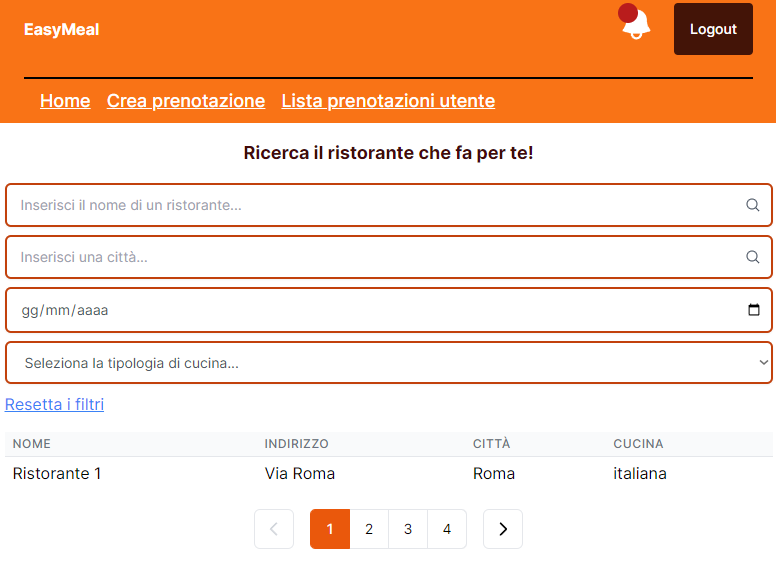 EasyMeal
Logout
Home Crea prenotazione Lista prenotazioni utente
Ricerca il ristorante che fa per te!
Inserisci il nome di un ristorante...
Inserisci una città...
gg/mm/aaaa
Seleziona la tipologia di cucina...
Resetta i filtri
NOME INDIRIZZO CITTÀ CUCINA
Ristorante 1 Via Roma Roma italiana
1 2 3 4